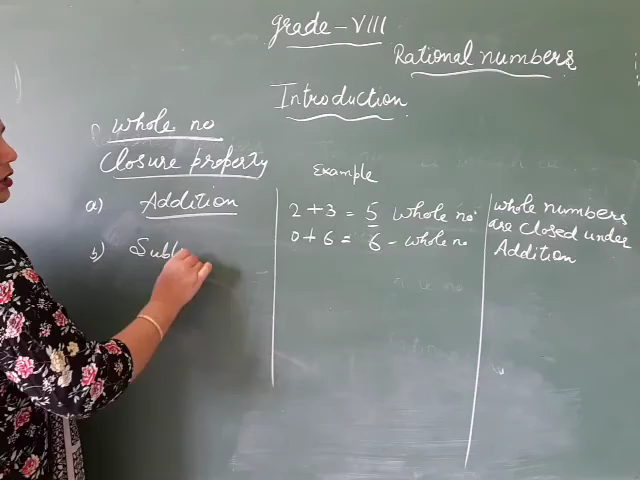 grade-VIII
Rational numbers
Introduction
whole no
Closure property
Example
a) Addition
2 + 3 = 5 whole no.
0 + 6 = 6 - whole no
whole numbers
are closed under
Addition
b) Subt